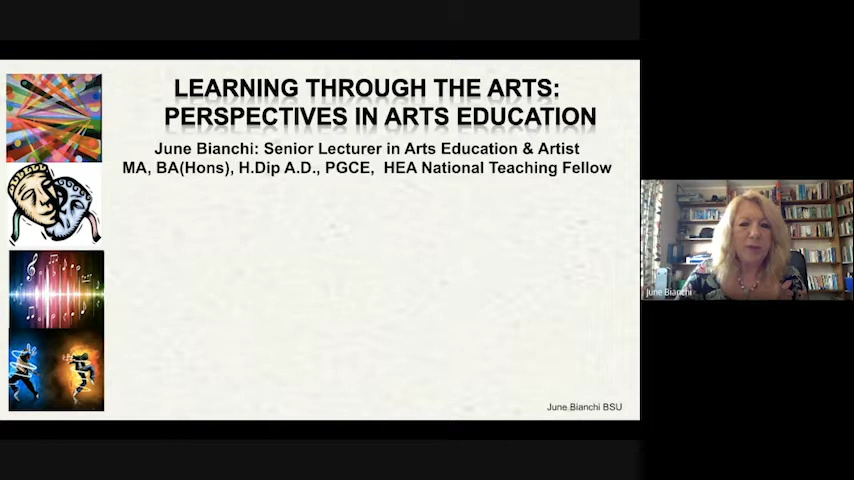 LEARNING THROUGH THE ARTS:
PERSPECTIVES IN ARTS EDUCATION
June Bianchi: Senior Lecturer in Arts Education & Artist
MA, BA(Hons), H.Dip A.D., PGCE, HEA National Teaching Fellow
June Bianchi
June Bianchi BSU